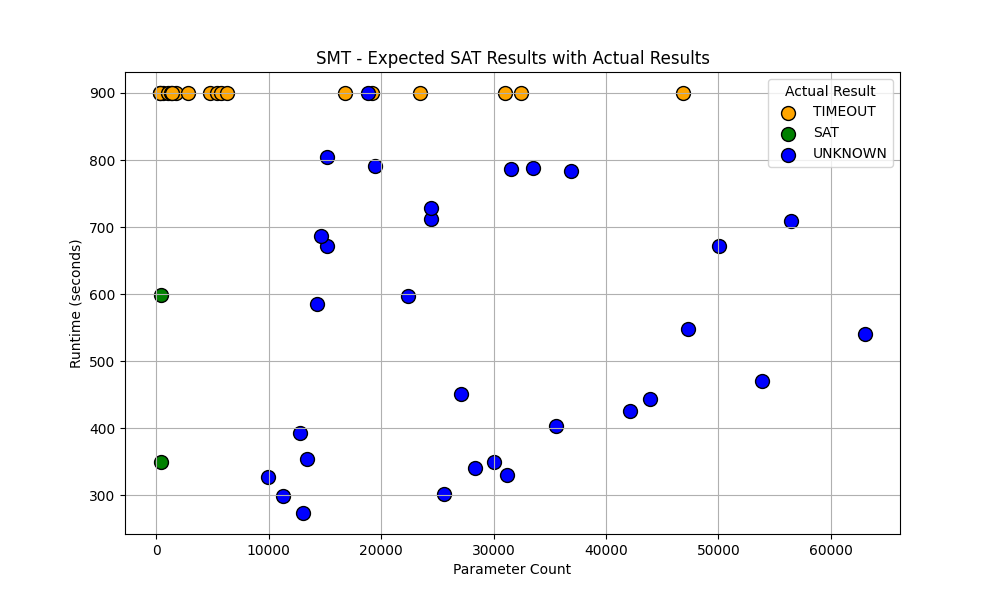 SMT - Expected SAT Results with Actual Results
Actual Result
TIMEOUT
SAT
UNKNOWN
Runtime (seconds)
900
800
700
600
500
400
300
0 10000 20000 30000 40000 50000 60000
Parameter Count